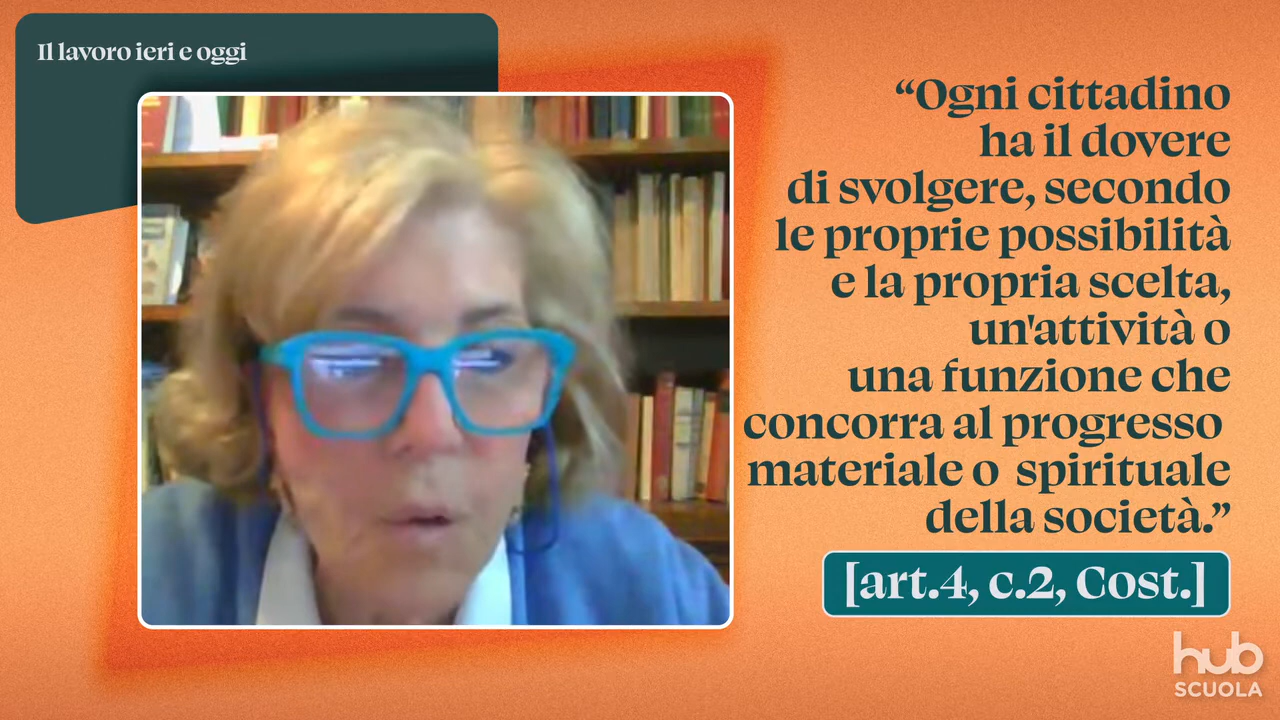 Il lavoro ieri e oggi
“Ogni cittadino
ha il dovere
di svolgere, secondo
le proprie possibilità
e la propria scelta,
un'attività o
una funzione che
concorra al progresso
materiale o  spirituale
della società.”
[art.4, c.2, Cost.]
hub
SCUOLA